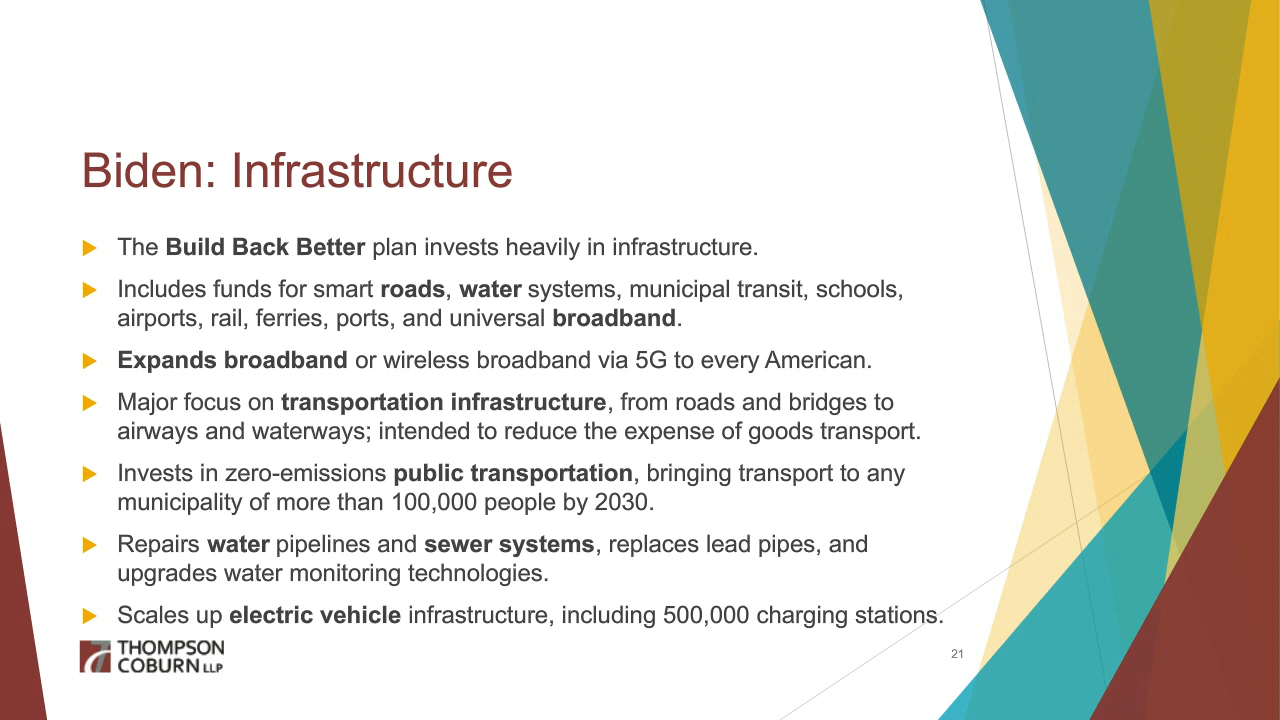 Biden: Infrastructure
The Build Back Better plan invests heavily in infrastructure.
Includes funds for smart roads, water systems, municipal transit, schools,
airports, rail, ferries, ports, and universal broadband.
Expands broadband or wireless broadband via 5G to every American.
Major focus on transportation infrastructure, from roads and bridges to
airways and waterways; intended to reduce the expense of goods transport.
Invests in zero-emissions public transportation, bringing transport to any
municipality of more than 100,000 people by 2030.
Repairs water pipelines and sewer systems, replaces lead pipes, and
upgrades water monitoring technologies.
Scales up electric vehicle infrastructure, including 500,000 charging stations.
THOMPSON
COBURN LLP
21